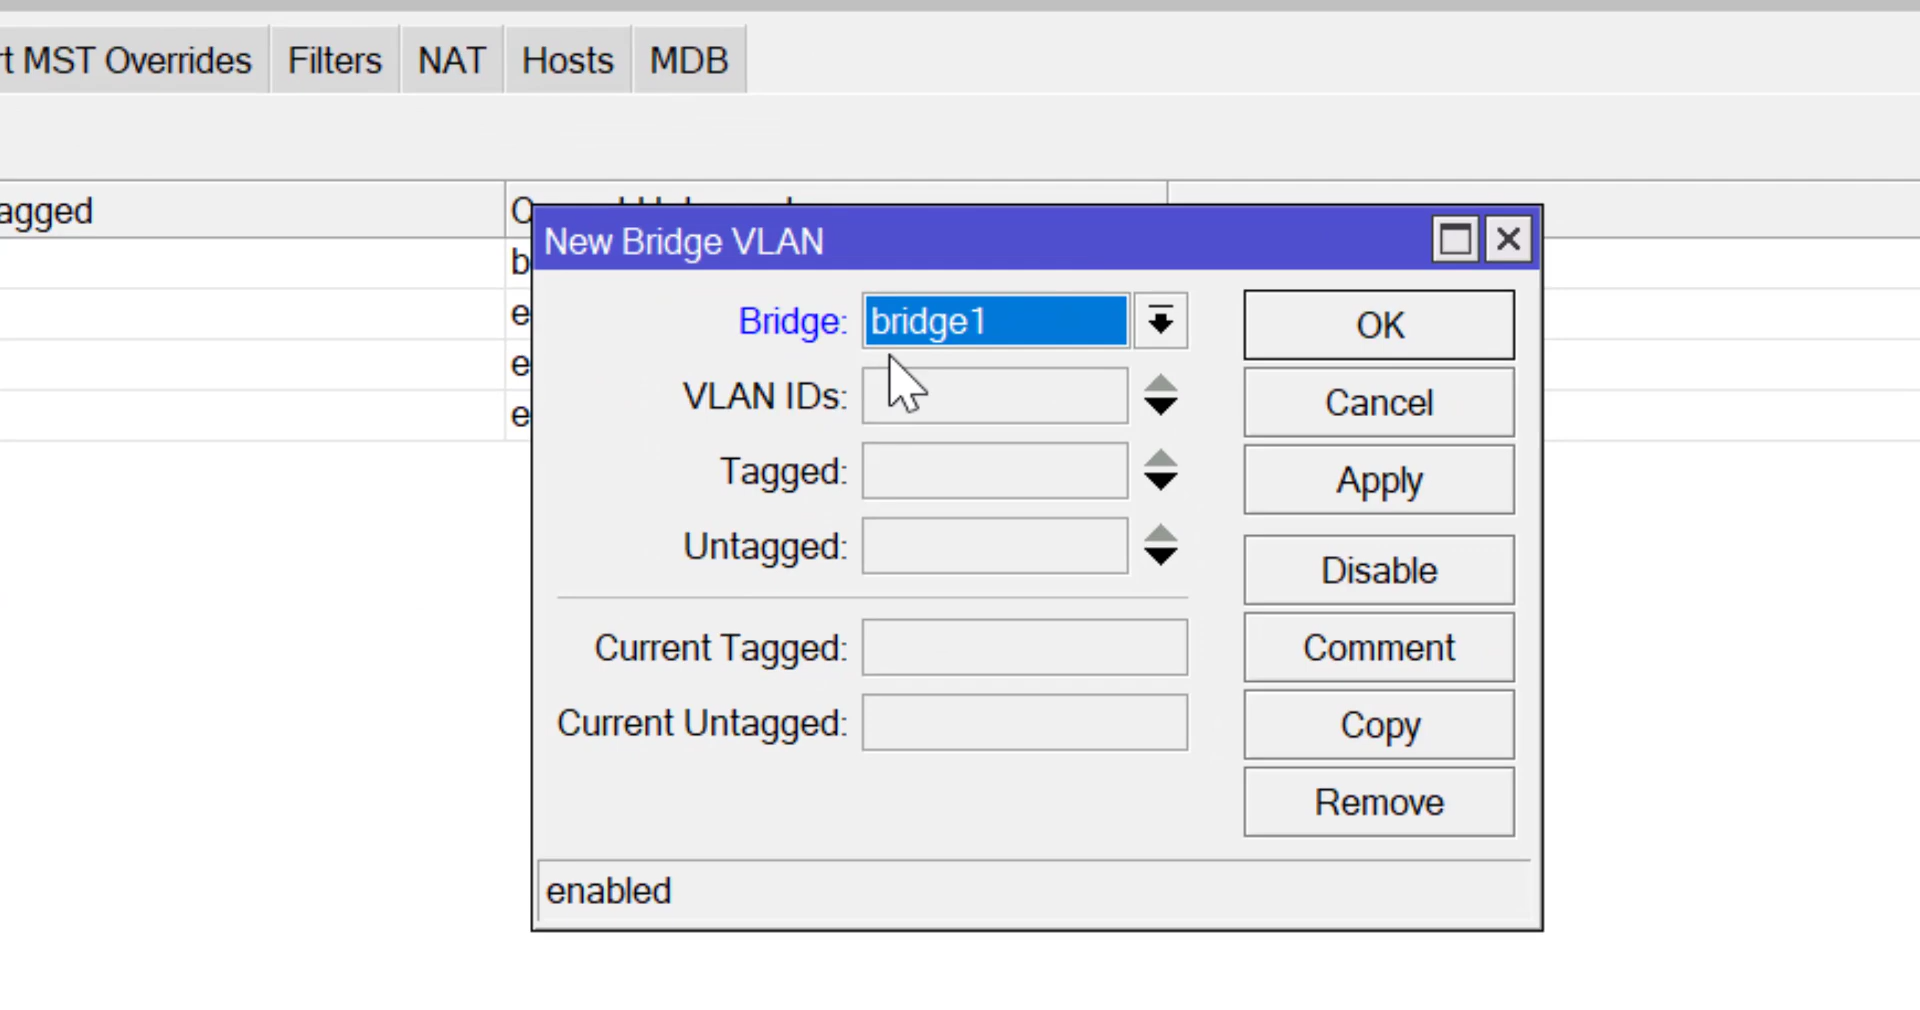 rt MST Overrides Filters NAT Hosts MDB
agged
New Bridge VLAN
Bridge: bridge1
VLAN IDs:
Tagged:
Untagged:
Current Tagged:
Current Untagged:
OK
Cancel
Apply
Disable
Comment
Copy
Remove
enabled